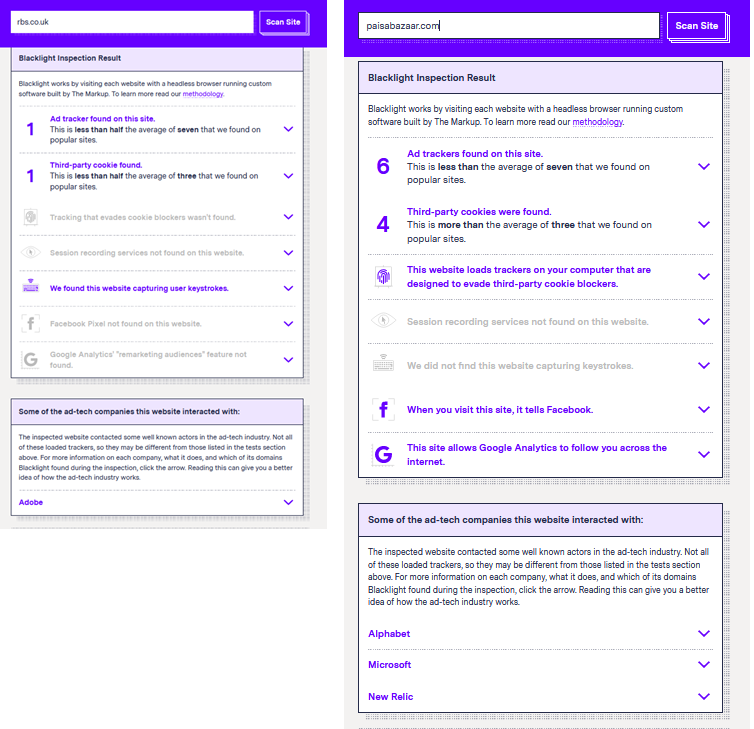 rbs.co.uk
Scan Site
Blacklight Inspection Result
Blacklight works by visiting each website with a headless browser running custom
software built by The Markup. To learn more read our methodology.
1
Ad tracker found on this site.
This is less than half the average of seven that we found on
popular sites.
1
Third-party cookie found.
This is less than half the average of three that we found on
popular sites.
Tracking that evades cookie blockers wasn't found.
Session recording services not found on this website.
We found this website capturing user keystrokes.
Facebook Pixel not found on this website.
Google Analytics' "remarketing audiences" feature not
found.
Some of the ad-tech companies this website interacted with:
The inspected website contacted some well known actors in the ad-tech industry. Not all
of these loaded trackers, so they may be different from those listed in the tests section
above. For more information on each company, what it does, and which of its domains
Blacklight found during the inspection, click the arrow. Reading this can give you a better
idea of how the ad-tech industry works.
Adobe
paisabazaar.com
Scan Site
Blacklight Inspection Result
Blacklight works by visiting each website with a headless browser running custom
software built by The Markup. To learn more read our methodology.
6
Ad trackers found on this site.
This is less than the average of seven that we found on
popular sites.
4
Third-party cookies were found.
This is more than the average of three that we found on
popular sites.
This website loads trackers on your computer that are
designed to evade third-party cookie blockers.
Session recording services not found on this website.
We did not find this website capturing keystrokes.
When you visit this site, it tells Facebook.
This site allows Google Analytics to follow you across the
internet.
Some of the ad-tech companies this website interacted with:
The inspected website contacted some well known actors in the ad-tech industry. Not all
of these loaded trackers, so they may be different from those listed in the tests section
above. For more information on each company, what it does, and which of its domains
Blacklight found during the inspection, click the arrow. Reading this can give you a better
idea of how the ad-tech industry works.
Alphabet
Microsoft
New Relic